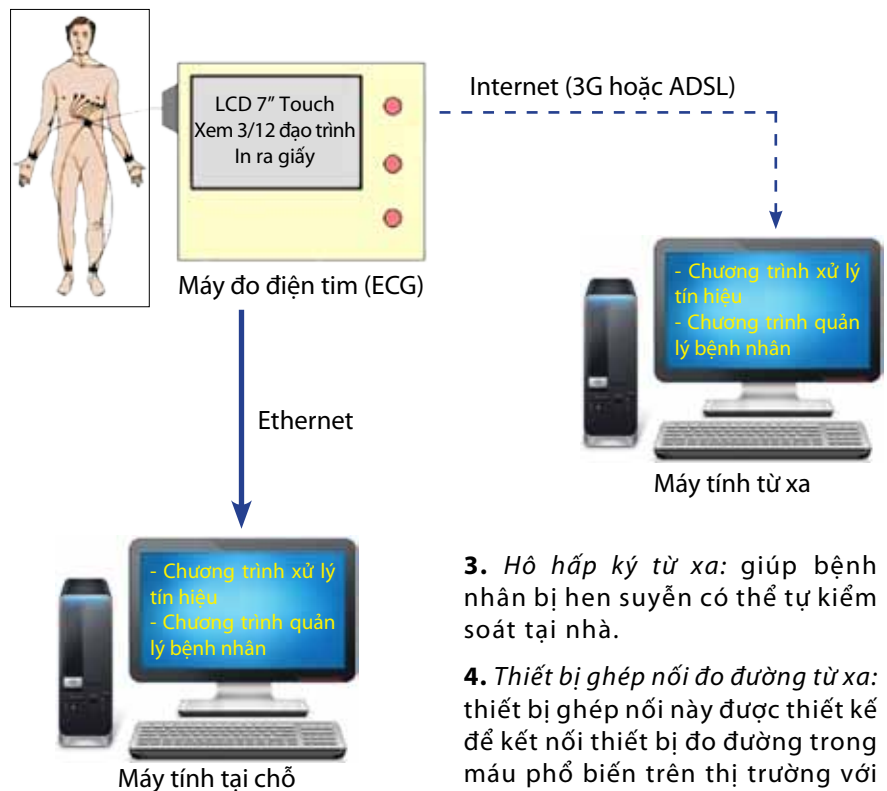 LCD 7” Touch
Xem 3/12 đạo trình
In ra giấy
Máy đo điện tim (ECG)
Internet (3G hoặc ADSL)
- Chương trình xử lý
tín hiệu
- Chương trình quản
lý bệnh nhân
Máy tính từ xa
Ethernet
- Chương trình xử lý
tín hiệu
- Chương trình quản
lý bệnh nhân
Máy tính tại chỗ
3. Hô hấp ký từ xa: giúp bệnh
nhân bị hen suyễn có thể tự kiểm
soát tại nhà.
4. Thiết bị ghép nối đo đường từ xa:
thiết bị ghép nối này được thiết kế
để kết nối thiết bị đo đường trong
máu phổ biến trên thị trường với